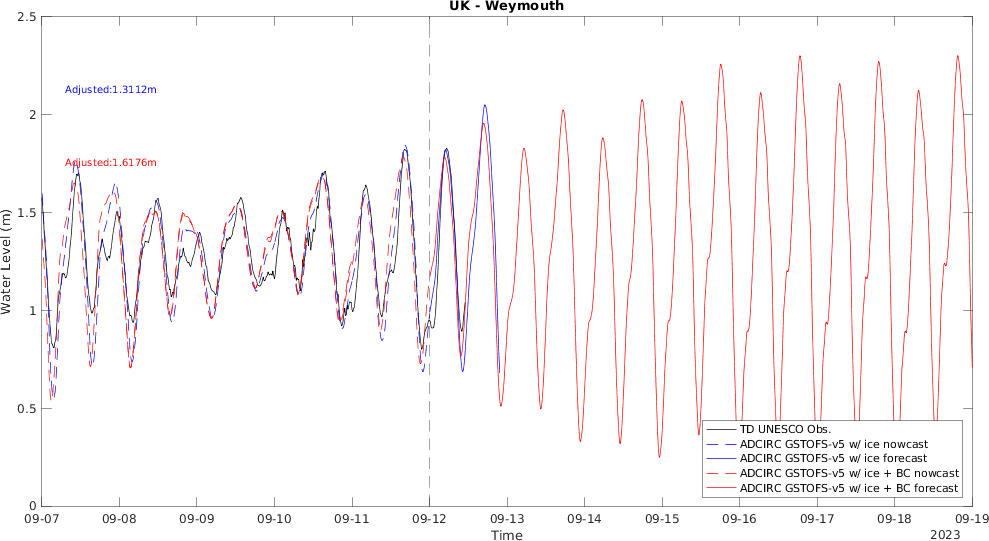 UK - Weymouth
2.5
2
1.5
1
0.5
0
Water Level (m)
Adjusted:1.3112m
Adjusted:1.6176m
TD UNESCO Obs.
ADCIRC GSTOFS-v5 w/ ice nowcast
ADCIRC GSTOFS-v5 w/ ice forecast
ADCIRC GSTOFS-v5 w/ ice + BC nowcast
ADCIRC GSTOFS-v5 w/ ice + BC forecast
09-07 09-08 09-09 09-10 09-11 09-12 09-13 09-14 09-15 09-16 09-17 09-18 09-19
Time
2023